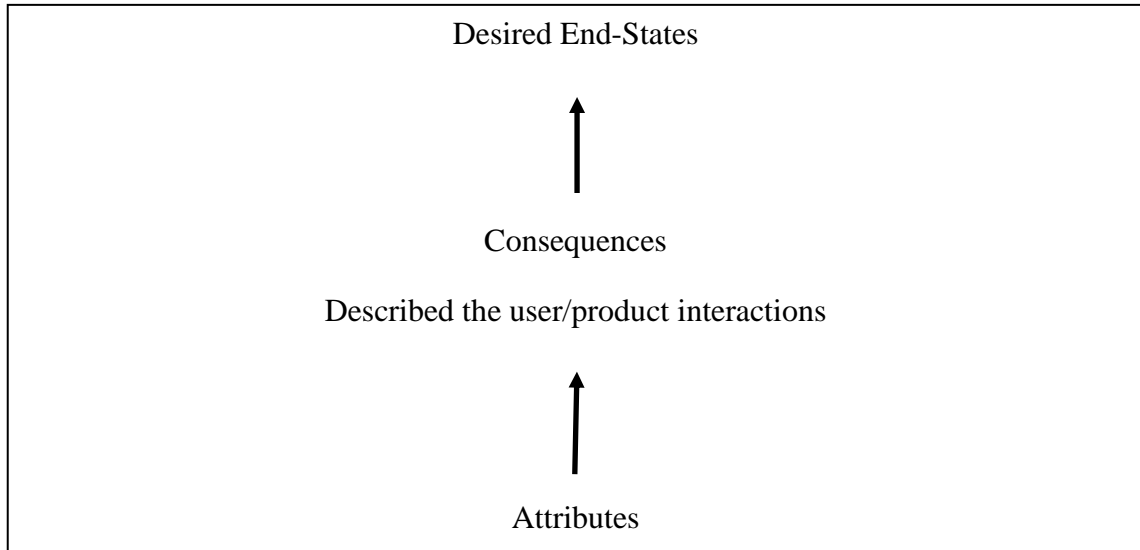 Desired End-States
Consequences
Described the user/product interactions
Attributes